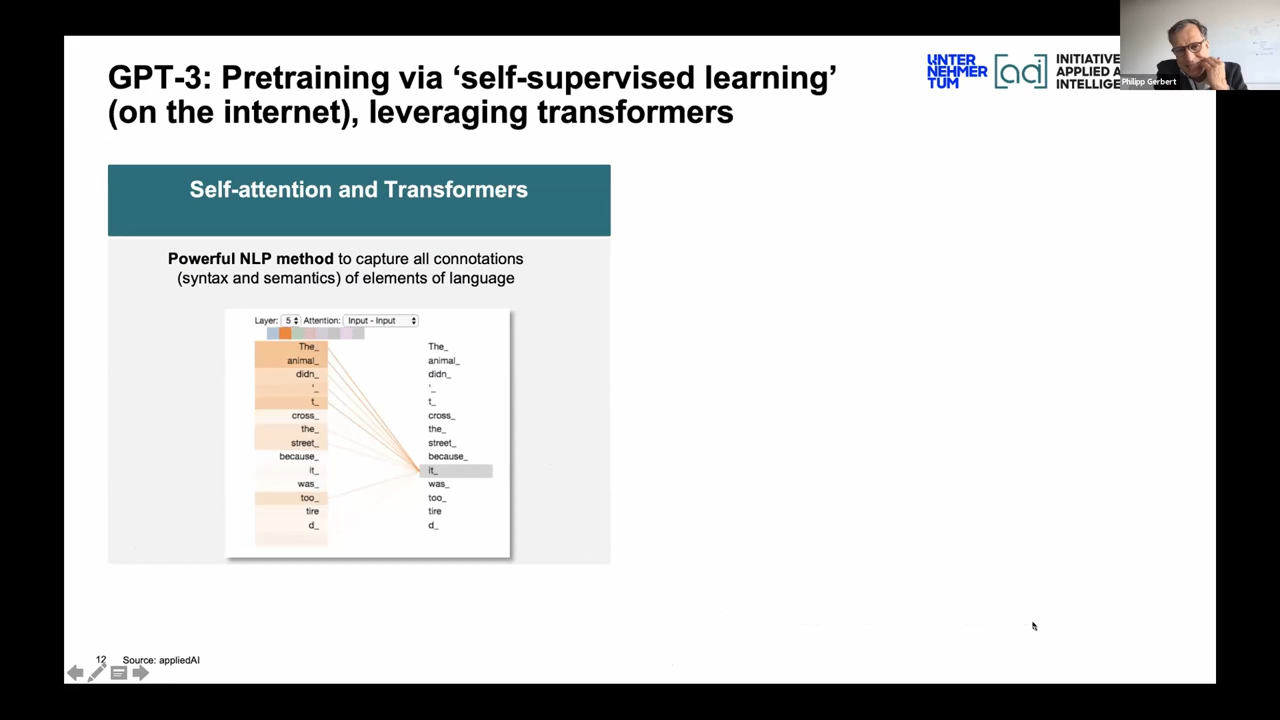 GPT-3: Pretraining via ‘self-supervised learning’
(on the internet), leveraging transformers
UNTER
NEHMER
TUM
[ai]
INITIATIVE
APPLIED A
INTELLIGE
Philipp Gerbert
Self-attention and Transformers
Powerful NLP method to capture all connotations
(syntax and semantics) of elements of language
Layer: 5 Attention: Input - Input
The_ The_
animal_ animal_
didn_ didn_
'_ '_
t_ t_
cross_ cross_
the_ the_
street_ street_
because_ because_
it_ it_
was_ was_
too_ too_
tire tire
d_ d_
12 Source: appliedAI